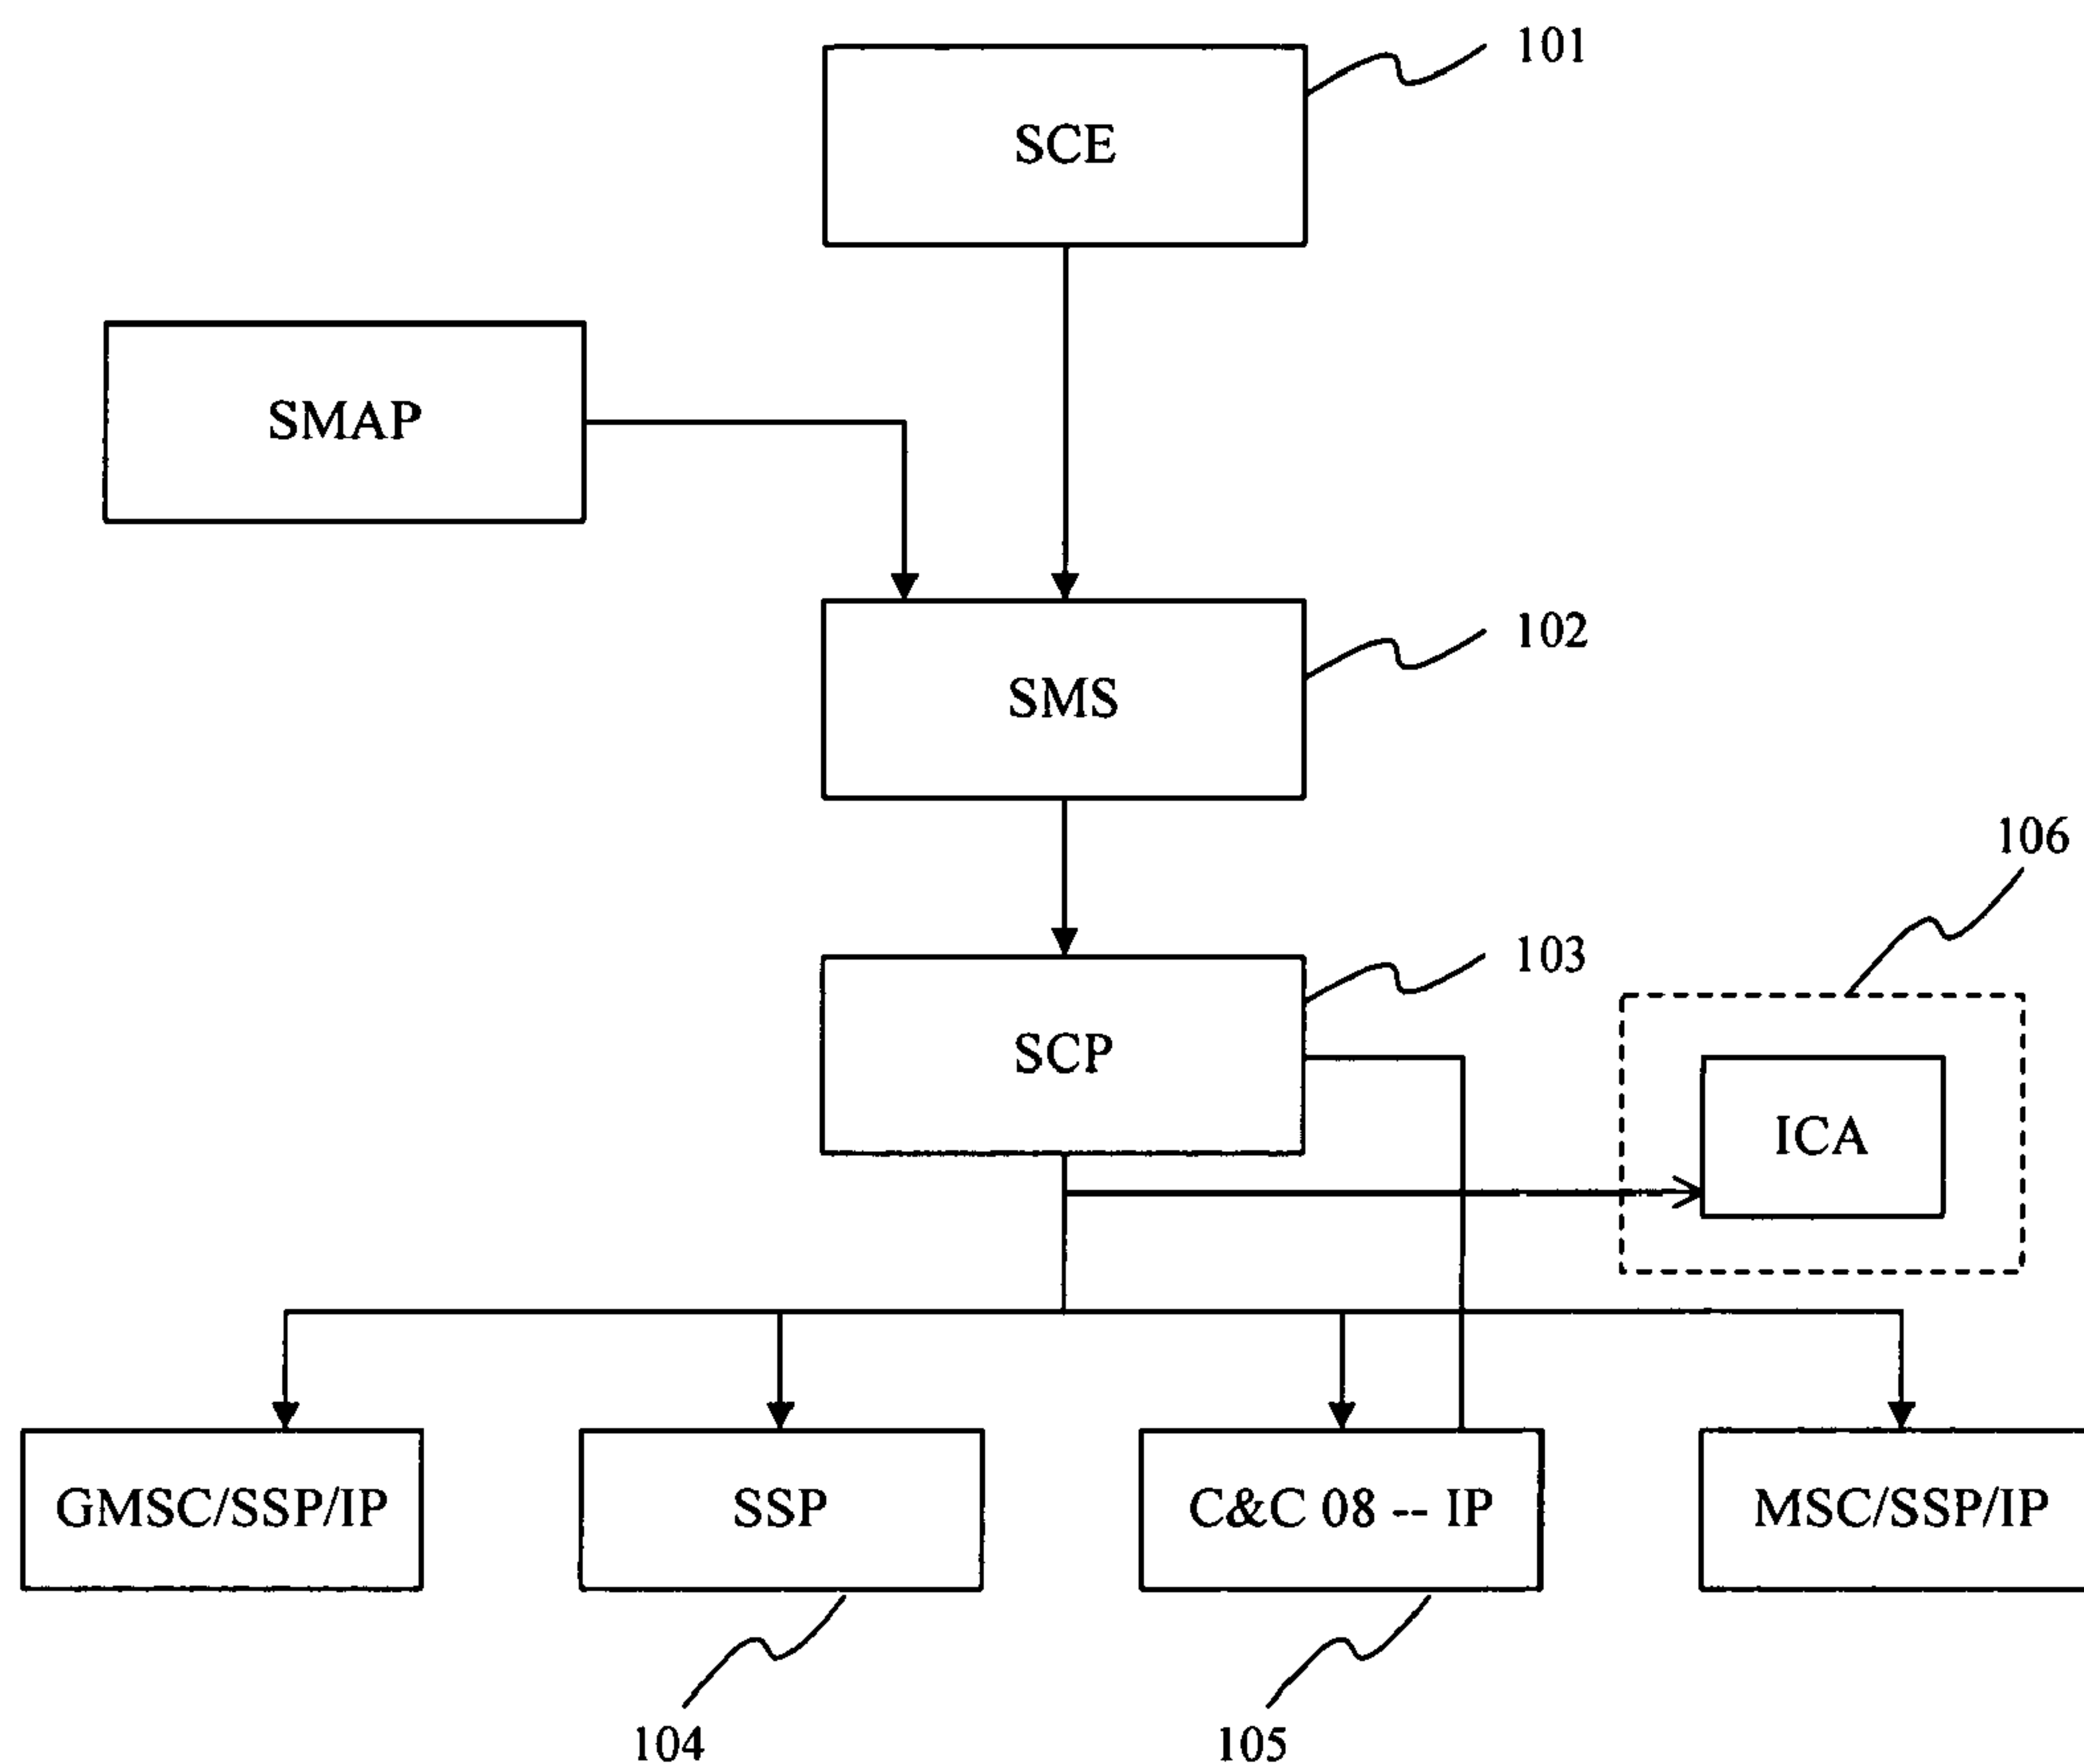 101
SCE
SMAP
102
SMS
106
103
SCP
ICA
GMSC/SSP/IP
SSP
C&C 08 -- IP
MSC/SSP/IP
104
105